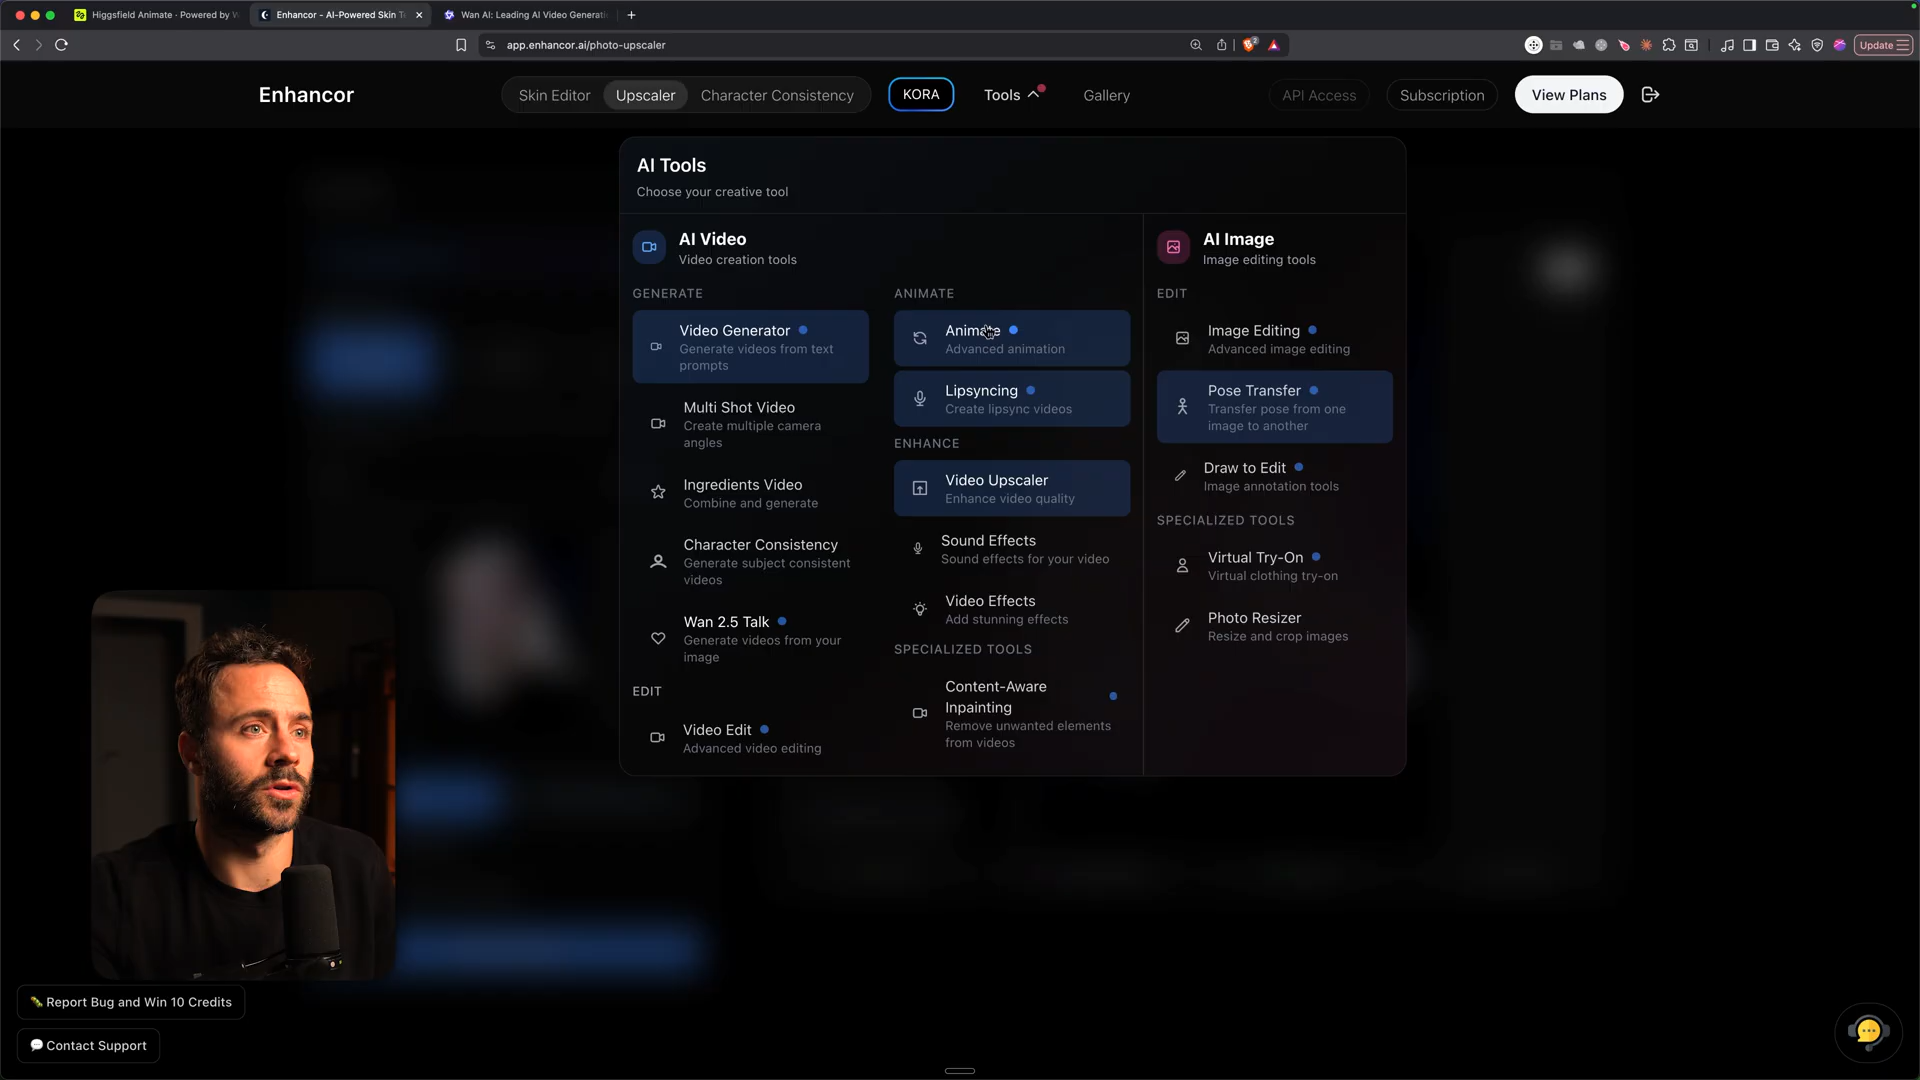 Higgsfield Animate · Powered by
Enhancor - AI-Powered Skin
Wan AI: Leading AI Video Generati
app.enhancor.ai/photo-upscaler
2
Update
Enhancor
Skin Editor
Upscaler
Character Consistency
KORA
Tools
Gallery
API Access
Subscription
View Plans
AI Tools
Choose your creative tool
AI Video
Video creation tools
GENERATE
Video Generator
Generate videos from text
prompts
Multi Shot Video
Create multiple camera
angles
Ingredients Video
Combine and generate
Character Consistency
Generate subject consistent
videos
Wan 2.5 Talk
Generate videos from your
image
EDIT
Video Edit
Advanced video editing
ANIMATE
Animate
Advanced animation
Lipsyncing
Create lipsync videos
ENHANCE
Video Upscaler
Enhance video quality
Sound Effects
Sound effects for your video
Video Effects
Add stunning effects
SPECIALIZED TOOLS
Content-Aware
Inpainting
Remove unwanted elements
from videos
AI Image
Image editing tools
EDIT
Image Editing
Advanced image editing
Pose Transfer
Transfer pose from one
image to another
Draw to Edit
Image annotation tools
SPECIALIZED TOOLS
Virtual Try-On
Virtual clothing try-on
Photo Resizer
Resize and crop images
Report Bug and Win 10 Credits
Contact Support